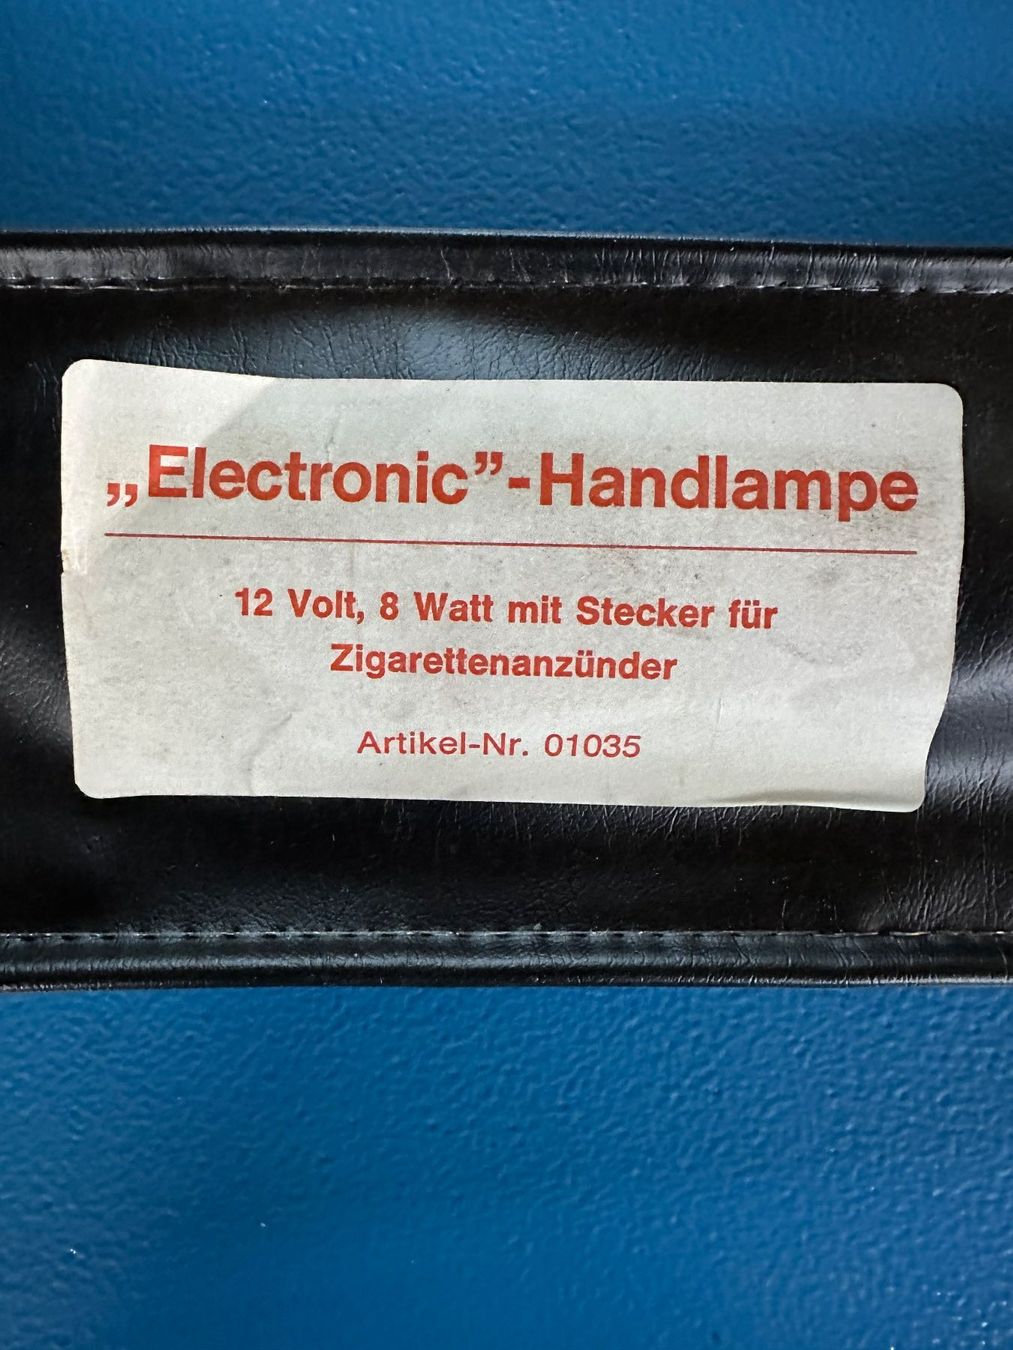 „Electronic”-Handlampe
12 Volt, 8 Watt mit Stecker für
Zigarettenanzünder
Artikel-Nr. 01035